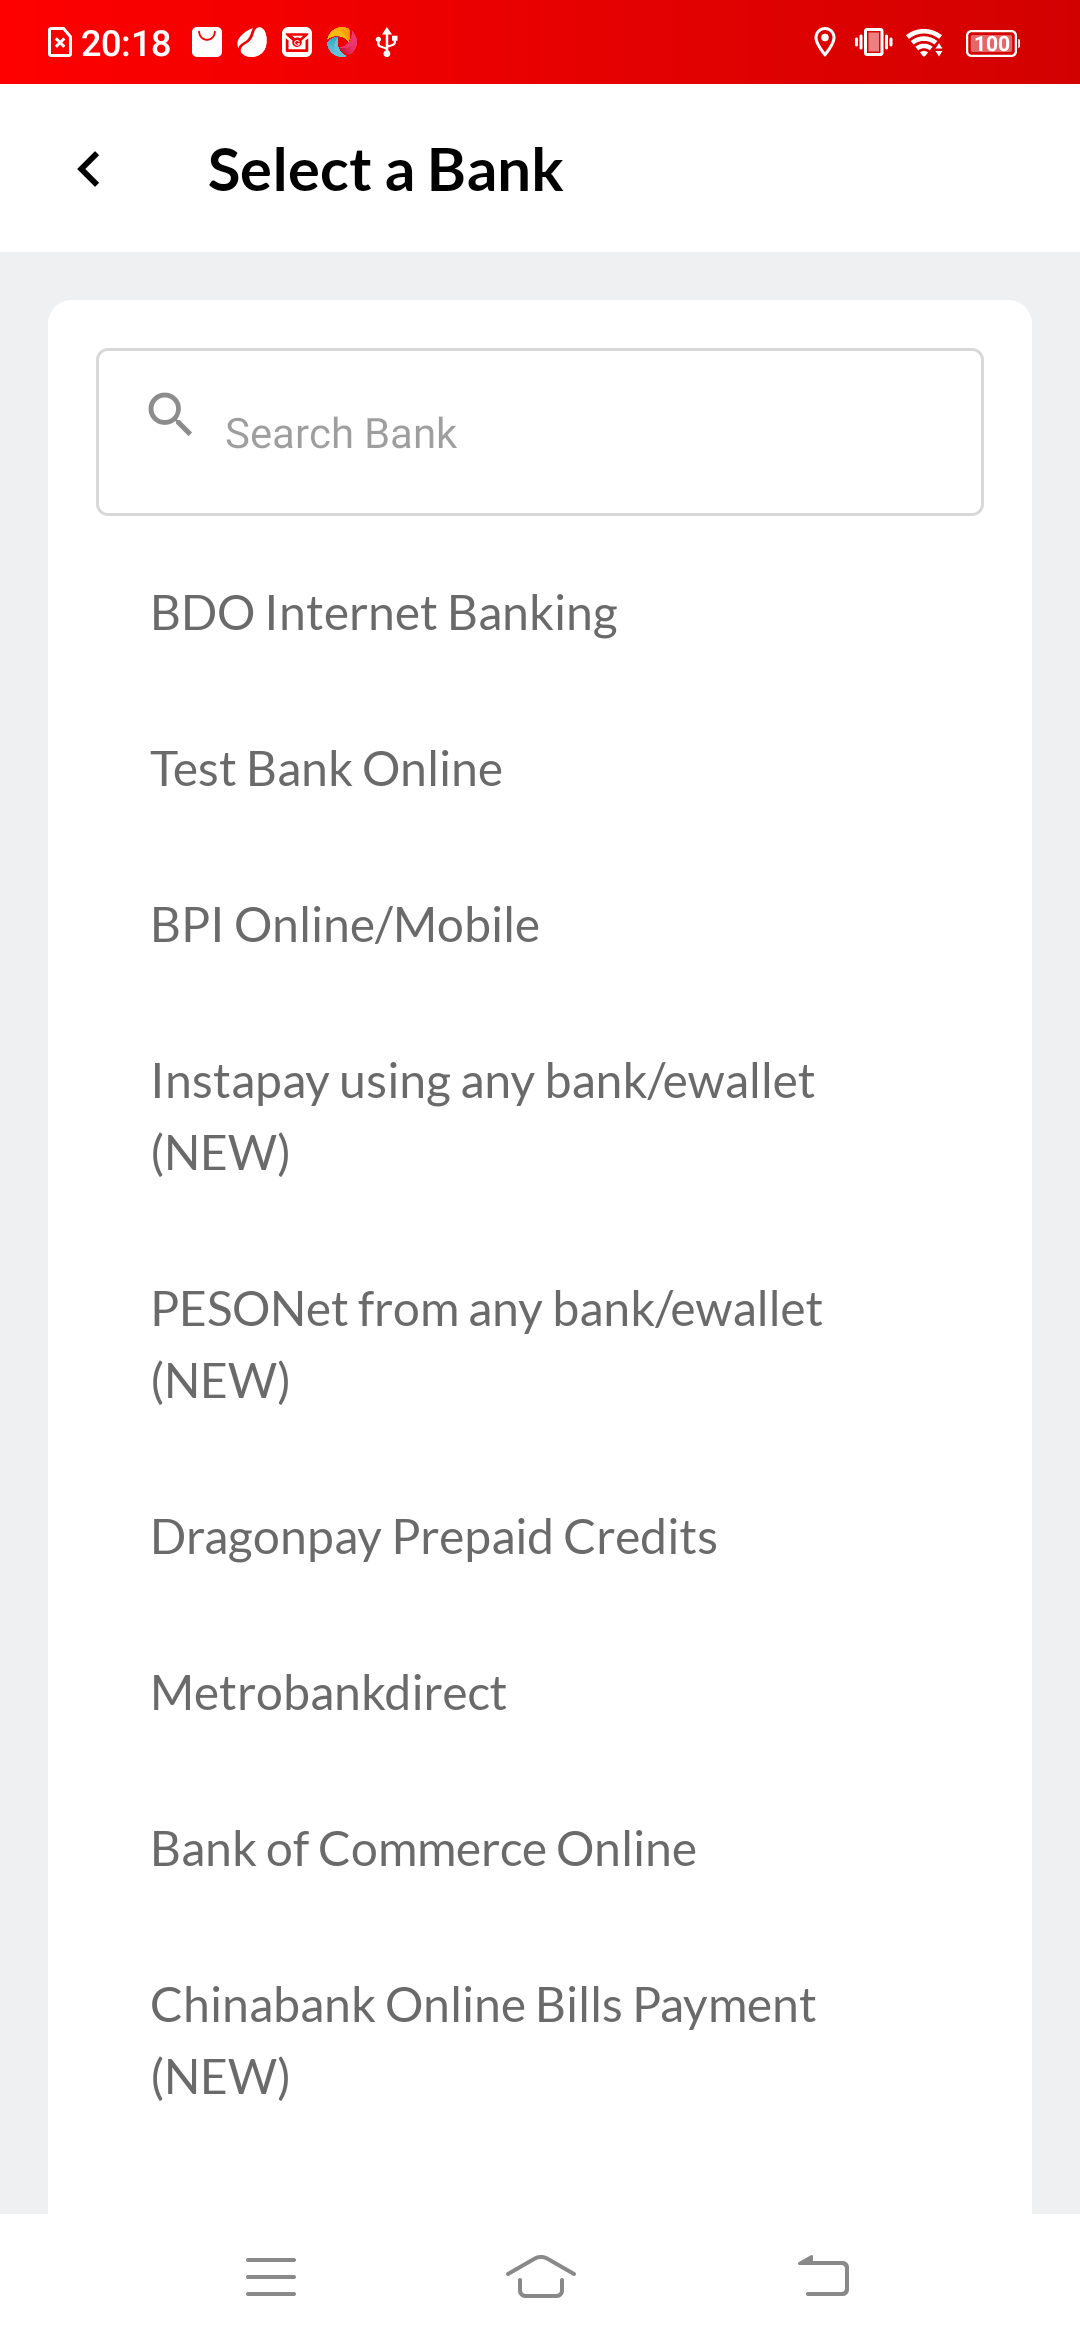 20:18
100
Select a Bank
Search Bank
BDO Internet Banking
Test Bank Online
BPI Online/Mobile
Instapay using any bank/ewallet
(NEW)
PESONet from any bank/ewallet
(NEW)
Dragonpay Prepaid Credits
Metrobankdirect
Bank of Commerce Online
Chinabank Online Bills Payment
(NEW)